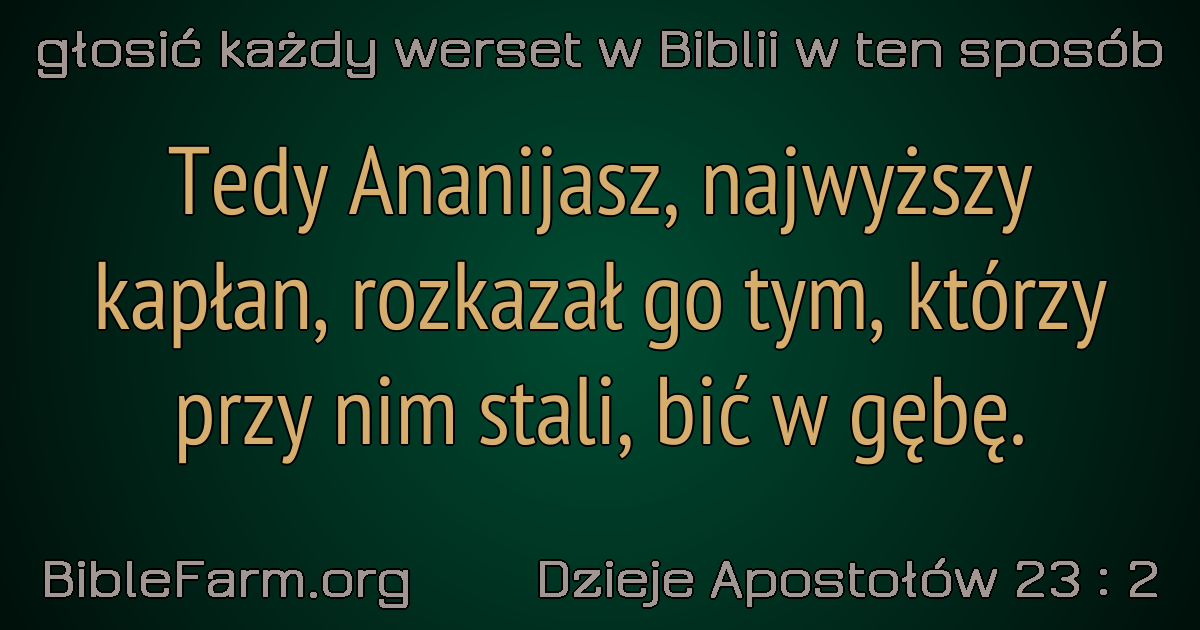 głosić każdy werset w Biblii w ten sposób
Tedy Ananijasz, najwyższy
kapłan, rozkazał go tym, którzy
przy nim stali, bić w gębę.
BibleFarm.org
Dzieje Apostołów 23 : 2